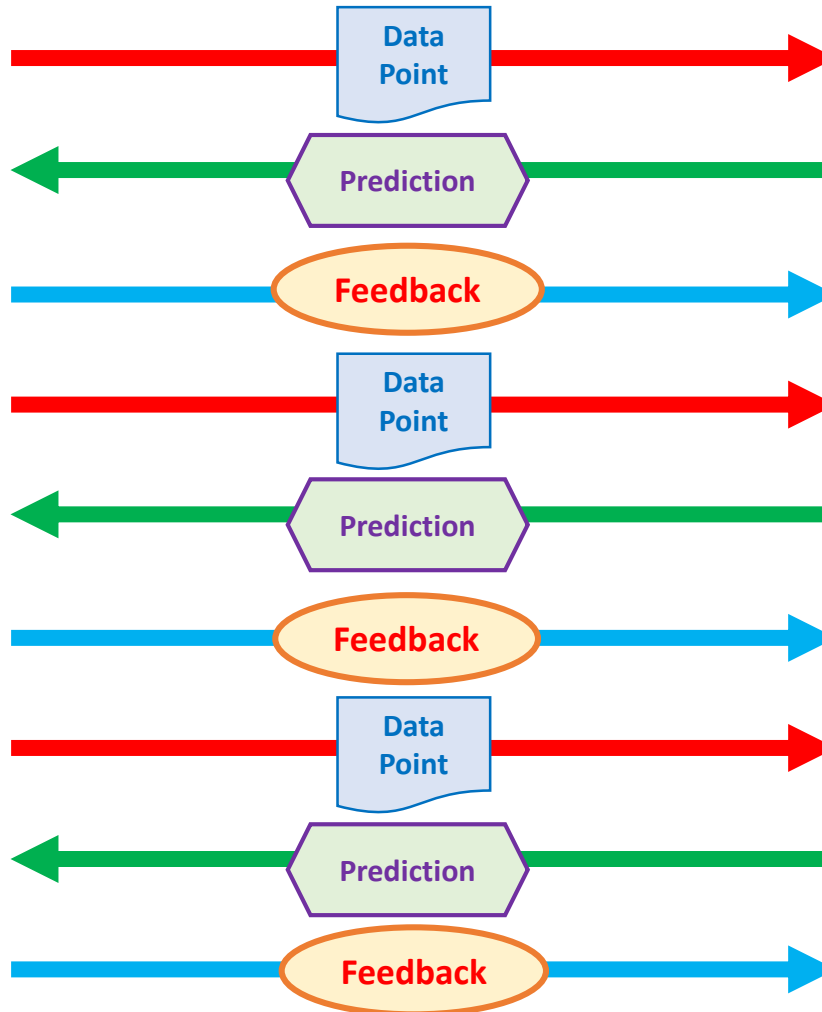 Data
Point
Prediction
Feedback
Data
Point
Prediction
Feedback
Data
Point
Prediction
Feedback